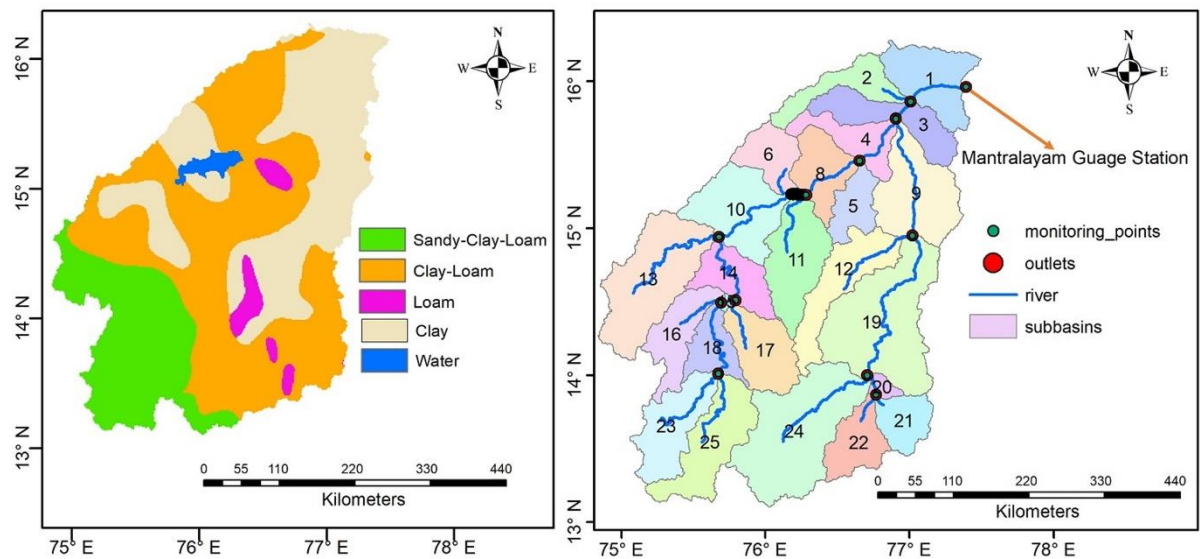 16° N
15° N
14° N
13° N
N
W E
S
Sandy-Clay-Loam
Clay-Loam
Loam
Clay
Water
0 55 110 220 330 440
Kilometers
75° E 76° E 77° E 78° E
16° N
15° N
14° N
13° N
N
W E
S
1
2
3
4
6
8
5
9
10
11
12
13
14
16
18
17
19
20
21
22
23
25
24
Mantralayam Guage Station
monitoring_points
outlets
river
subbasins
0 55 110 220 330 440
Kilometers
75° E 76° E 77° E 78° E